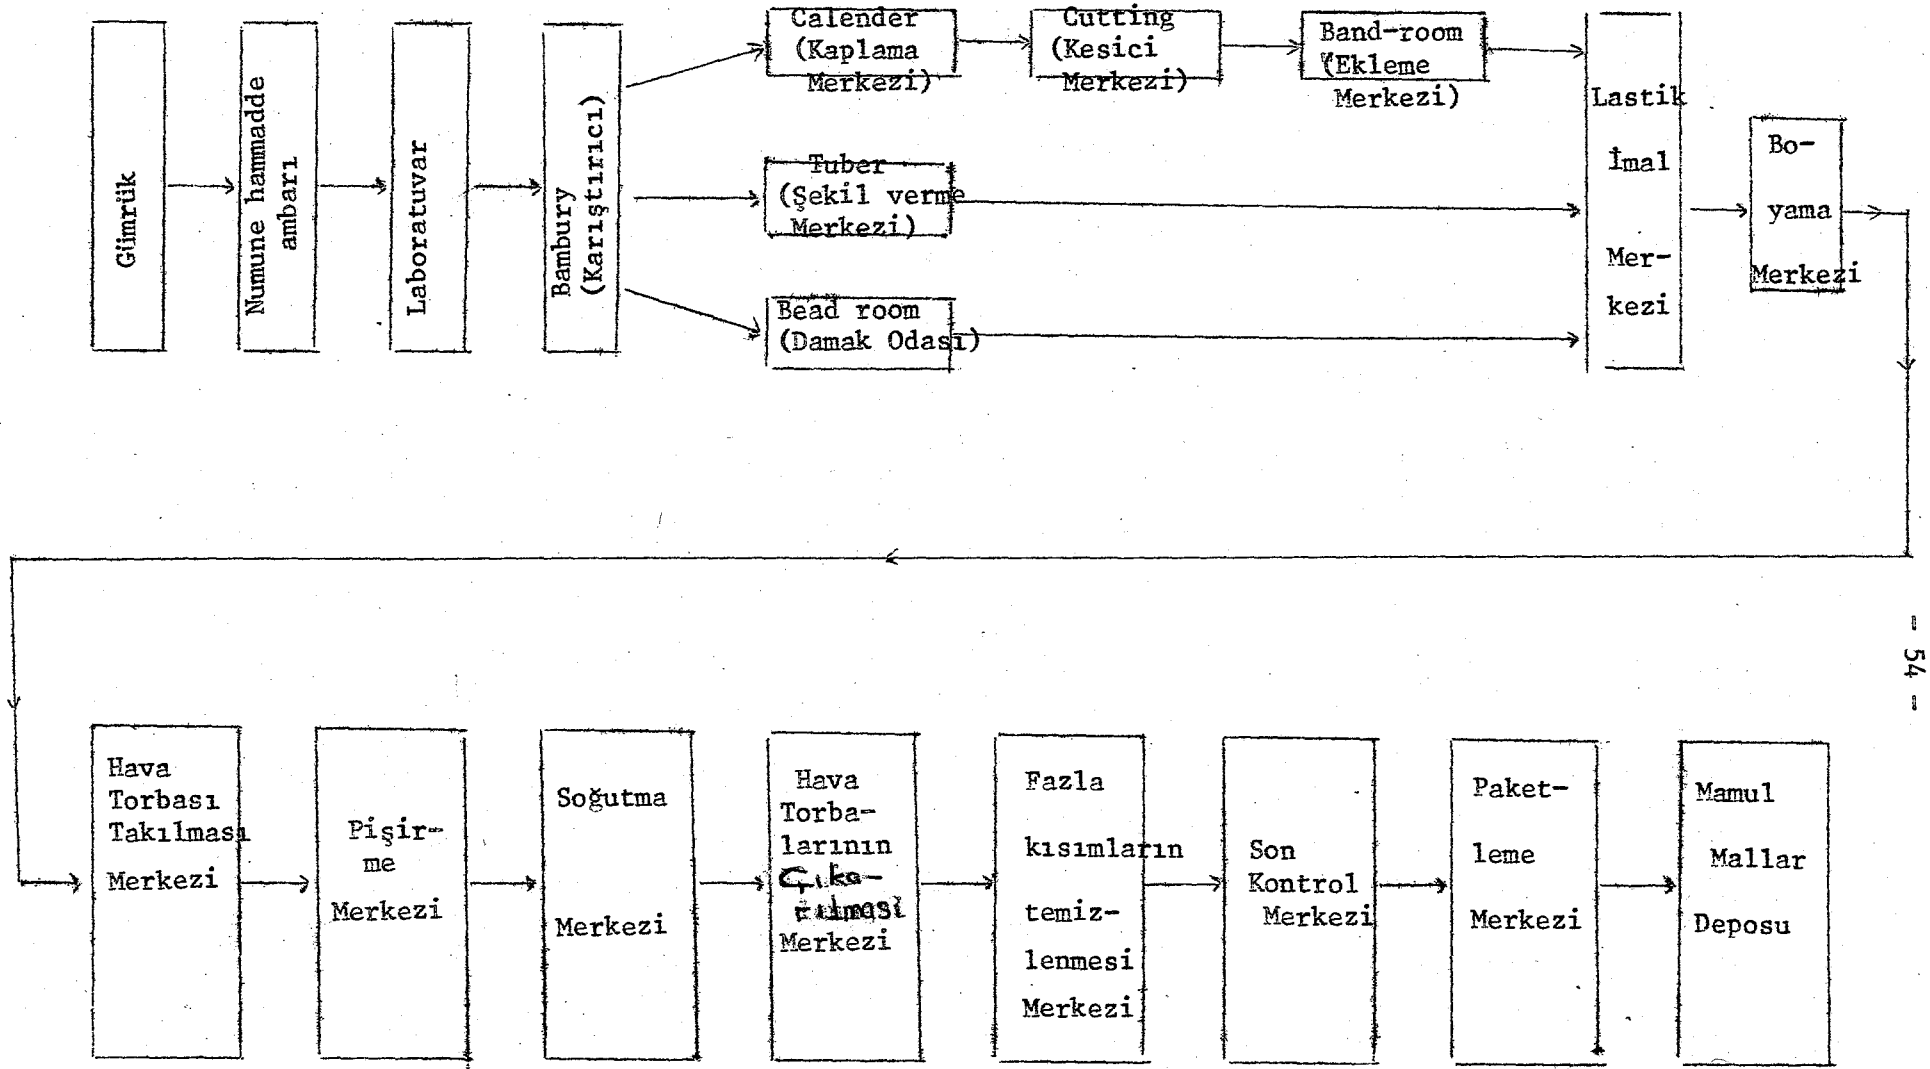 Gümrük
Numune hammadde
ambarı
Laboratuvar
Bambury
(Karıştırıcı)
Calender
(Kaplama
Merkezi)
Cutting
(Kesici
Merkezi)
Band-room
(Ekleme
Merkezi)
Tuber
(Şekil verme
Merkezi)
Bead room
(Damak Odası)
Lastik
İmal
Mer-
kezi
Bo-
yama
Merkezi
- 54 -
Hava
Torbası
Takılması
Merkezi
Pişir-
me
Merkezi
Soğutma
Merkezi
Hava
Torba-
larının
Çıka-
rılması
Merkezi
Fazla
kısımların
temiz-
lenmesi
Merkezi
Son
Kontrol
Merkezi
Paket-
leme
Merkezi
Mamul
Mallar
Deposu